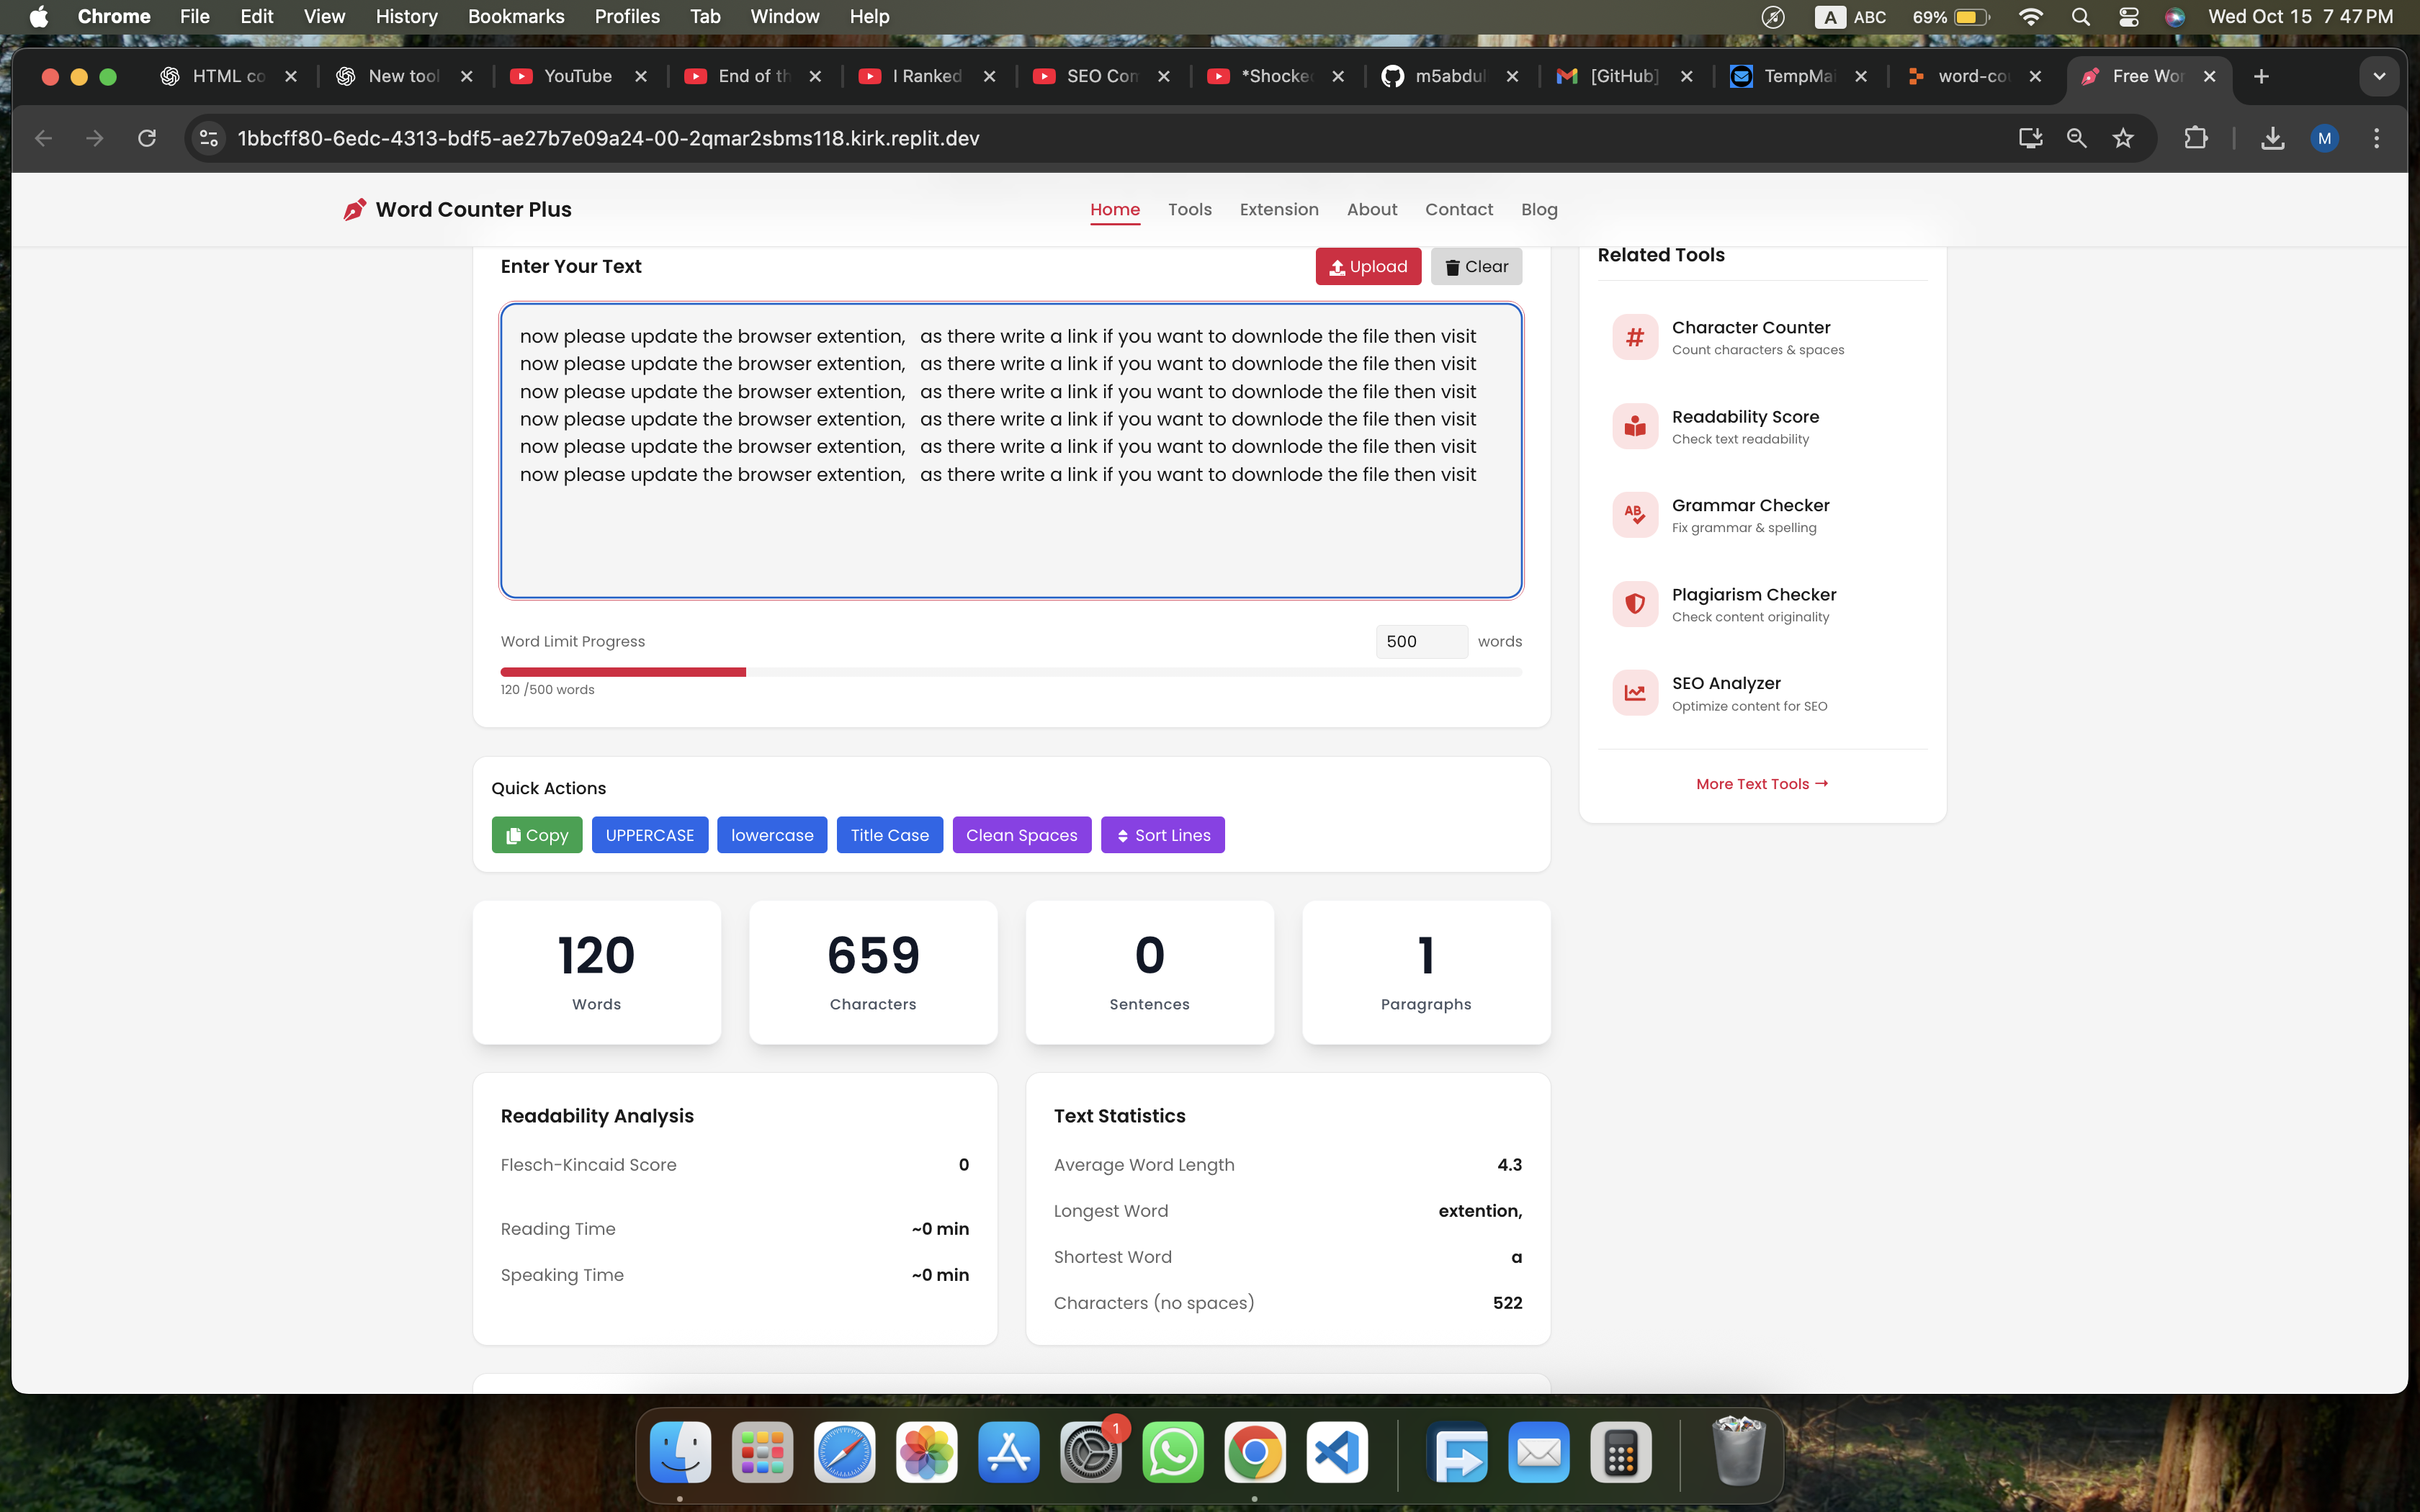 Chrome File Edit View History Bookmarks Profiles Tab Window Help A ABC 69% Wed Oct 15 7 47 PM
HTML co New tool YouTube End of th I Ranked SEO Con *Shocke m5abdul [GitHub] TempMai word-cou Free Wor
1bbcff80-6edc-4313-bdf5-ae27b7e09a24-00-2qmar2sbms118.kirk.replit.dev M
Word Counter Plus Home Tools Extension About Contact Blog
Enter Your Text Upload Clear
now please update the browser extention, as there write a link if you want to downlode the file then visit
now please update the browser extention, as there write a link if you want to downlode the file then visit
now please update the browser extention, as there write a link if you want to downlode the file then visit
now please update the browser extention, as there write a link if you want to downlode the file then visit
now please update the browser extention, as there write a link if you want to downlode the file then visit
now please update the browser extention, as there write a link if you want to downlode the file then visit
Word Limit Progress 500 words
120 /500 words
Quick Actions
Copy UPPERCASE lowercase Title Case Clean Spaces Sort Lines
120 659 0 1
Words Characters Sentences Paragraphs
Readability Analysis
Flesch-Kincaid Score 0
Reading Time ~0 min
Speaking Time ~0 min
Text Statistics
Average Word Length 4.3
Longest Word extention,
Shortest Word a
Characters (no spaces) 522
Related Tools
#
Character Counter
Count characters & spaces
Readability Score
Check text readability
AB
Grammar Checker
Fix grammar & spelling
Plagiarism Checker
Check content originality
SEO Analyzer
Optimize content for SEO
More Text Tools →
1